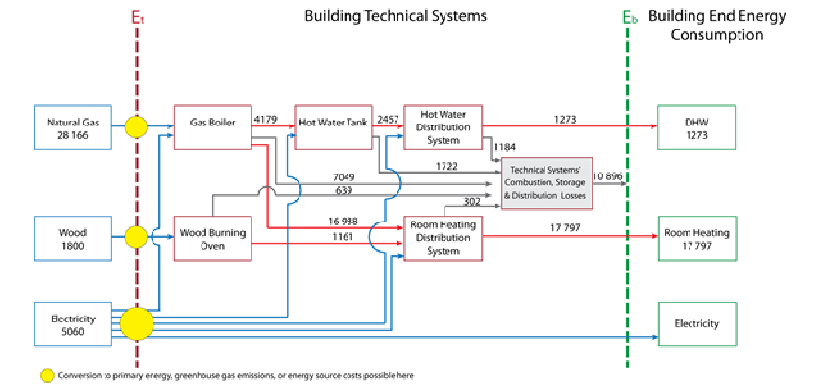 Et
Building Technical Systems
Eb
Building End Energy
Consumption
Natural Gas
28 166
Gas Boiler
4179
Hot Water Tank
2457
Hot Water
Distribution
System
1273
DHW
1273
1184
1722
7049
639
302
Technical Systems'
Combustion, Storage
& Distribution Losses
10 896
Wood
1800
Wood Burning
Oven
16 938
1161
Room Heating
Distribution
System
17 797
Room Heating
17797
Electricity
5060
Electricity
Conversion to primary energy, greenhouse gas emissions, or energy source costs possible here